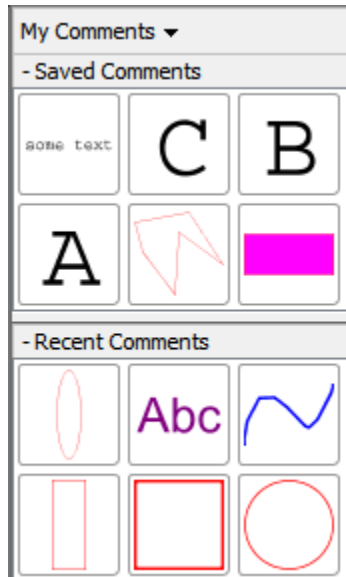 My Comments
- Saved Comments
some text
C
B
A
- Recent Comments
Abc